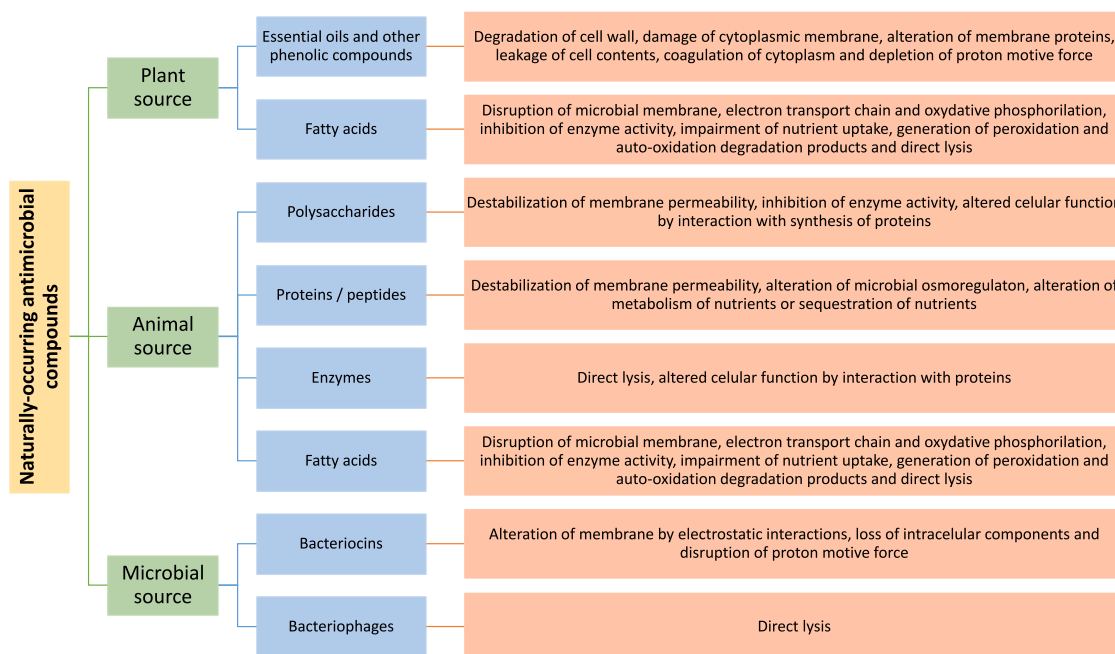 Naturally-occurring antimicrobial
compounds
Plant
source
Essential oils and other
phenolic compounds
Degradation of cell wall, damage of cytoplasmic membrane, alteration of membrane proteins,
leakage of cell contents, coagulation of cytoplasm and depletion of proton motive force
Fatty acids
Disruption of microbial membrane, electron transport chain and oxydative phosphorilation,
inhibition of enzyme activity, impairment of nutrient uptake, generation of peroxidation and
auto-oxidation degradation products and direct lysis
Animal
source
Polysaccharides
Destabilization of membrane permeability, inhibition of enzyme activity, altered celular function
by interaction with synthesis of proteins
Proteins / peptides
Destabilization of membrane permeability, alteration of microbial osmoregulaton, alteration of
metabolism of nutrients or sequestration of nutrients
Enzymes
Direct lysis, altered cellular function by interaction with proteins
Fatty acids
Disruption of microbial membrane, electron transport chain and oxydative phosphorilation,
inhibition of enzyme activity, impairment of nutrient uptake, generation of peroxidation and
auto-oxidation degradation products and direct lysis
Microbial
source
Bacteriocins
Alteration of membrane by electrostatic interactions, loss of intracelular components and
disruption of proton motive force
Bacteriophages
Direct lysis